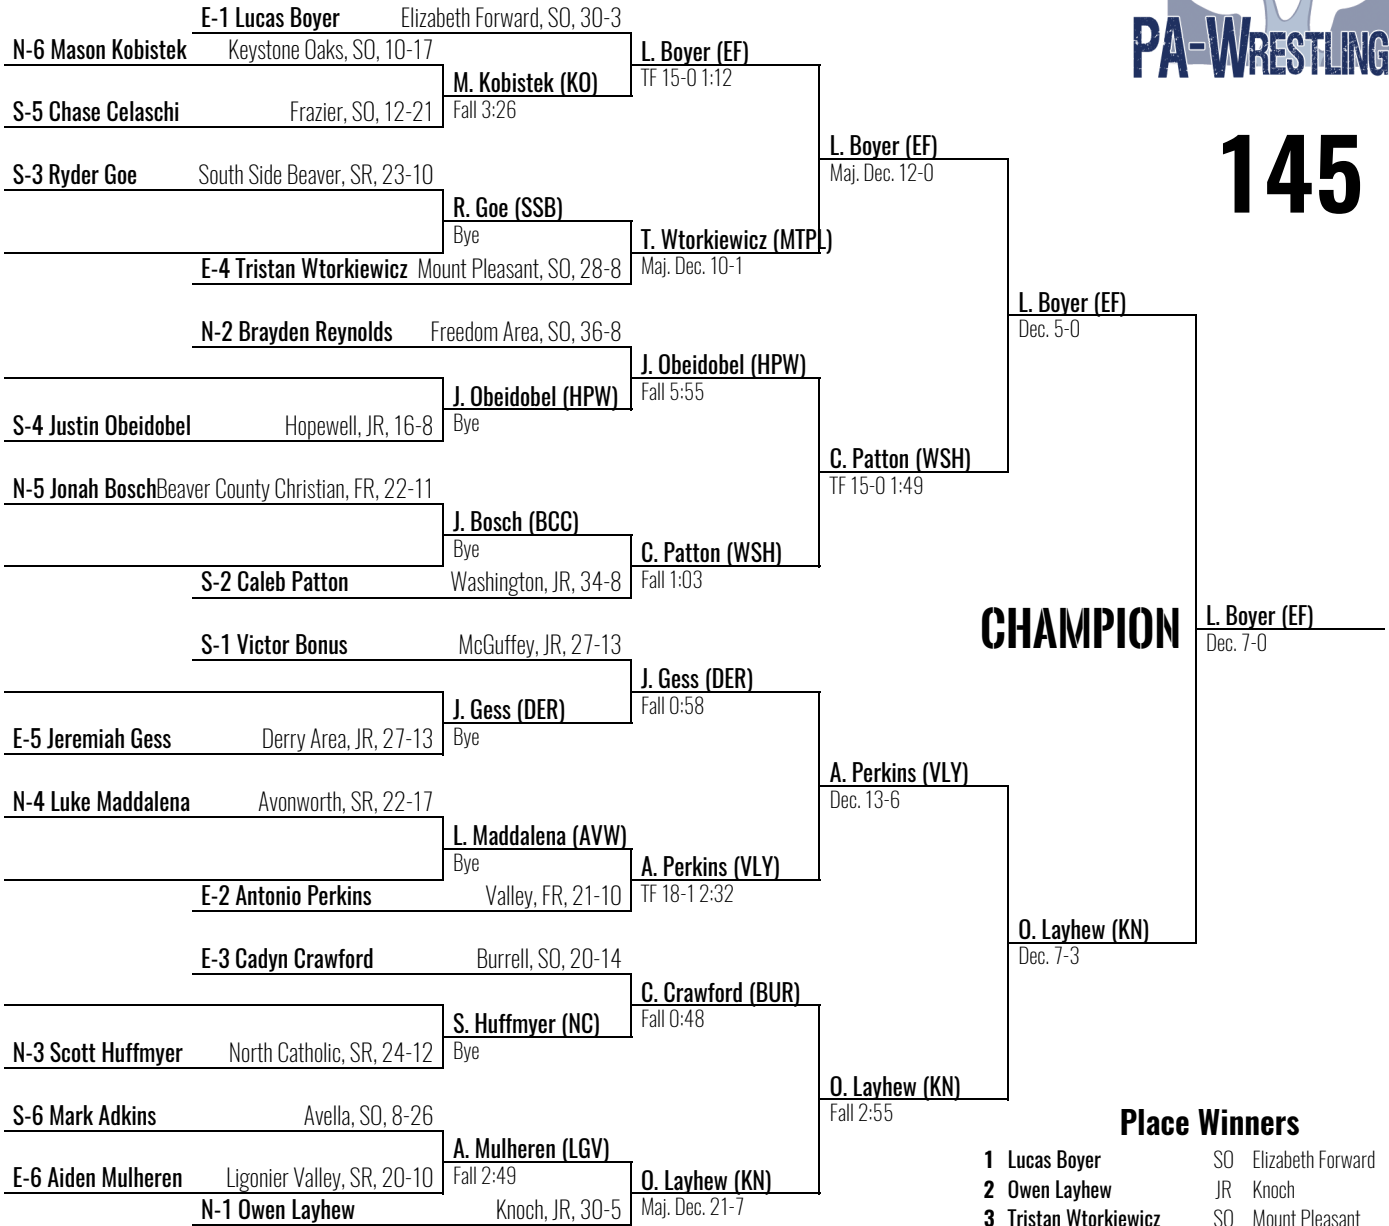 E-1 Lucas Boyer Elizabeth Forward, SO, 30-3
PA-WRESTLING
N-6 Mason Kobistek Keystone Oaks, SO, 10-17
L. Boyer (EF)
TF 15-0 1:12
M. Kobistek (KO)
Fall 3:26
S-5 Chase Celaschi Frazier, SO, 12-21
145
L. Boyer (EF)
Maj. Dec. 12-0
S-3 Ryder Goe South Side Beaver, SR, 23-10
R. Goe (SSB)
Bye
T. Wtorkiewicz (MTPL)
Maj. Dec. 10-1
E-4 Tristan Wtorkiewicz Mount Pleasant, SO, 28-8
L. Boyer (EF)
Dec. 5-0
N-2 Brayden Reynolds Freedom Area, SO, 36-8
J. Obeidobel (HPW)
Fall 5:55
J. Obeidobel (HPW)
Bye
S-4 Justin Obeidobel Hopewell, JR, 16-8
C. Patton (WSH)
TF 15-0 1:49
N-5 Jonah Bosch Beaver County Christian, FR, 22-11
J. Bosch (BCC)
Bye
C. Patton (WSH)
Fall 1:03
S-2 Caleb Patton Washington, JR, 34-8
CHAMPION
L. Boyer (EF)
Dec. 7-0
S-1 Victor Bonus McGuffey, JR, 27-13
J. Gess (DER)
Fall 0:58
J. Gess (DER)
Bye
E-5 Jeremiah Gess Derry Area, JR, 27-13
A. Perkins (VLY)
Dec. 13-6
N-4 Luke Maddalena Avonworth, SR, 22-17
L. Maddalena (AVW)
Bye
A. Perkins (VLY)
TF 18-1 2:32
E-2 Antonio Perkins Valley, FR, 21-10
O. Layhew (KN)
Dec. 7-3
E-3 Cadyn Crawford Burrell, SO, 20-14
C. Crawford (BUR)
Fall 0:48
S. Huffmyer (NC)
Bye
N-3 Scott Huffmyer North Catholic, SR, 24-12
O. Layhew (KN)
Fall 2:55
S-6 Mark Adkins Avella, SO, 8-26
A. Mulheren (LGV)
Fall 2:49
E-6 Aiden Mulheren Ligonier Valley, SR, 20-10
O. Layhew (KN)
Maj. Dec. 21-7
N-1 Owen Layhew Knoch, JR, 30-5
Place Winners
1 Lucas Boyer SO Elizabeth Forward
2 Owen Layhew JR Knoch
3 Tristan Wtorkiewicz SO Mount Pleasant